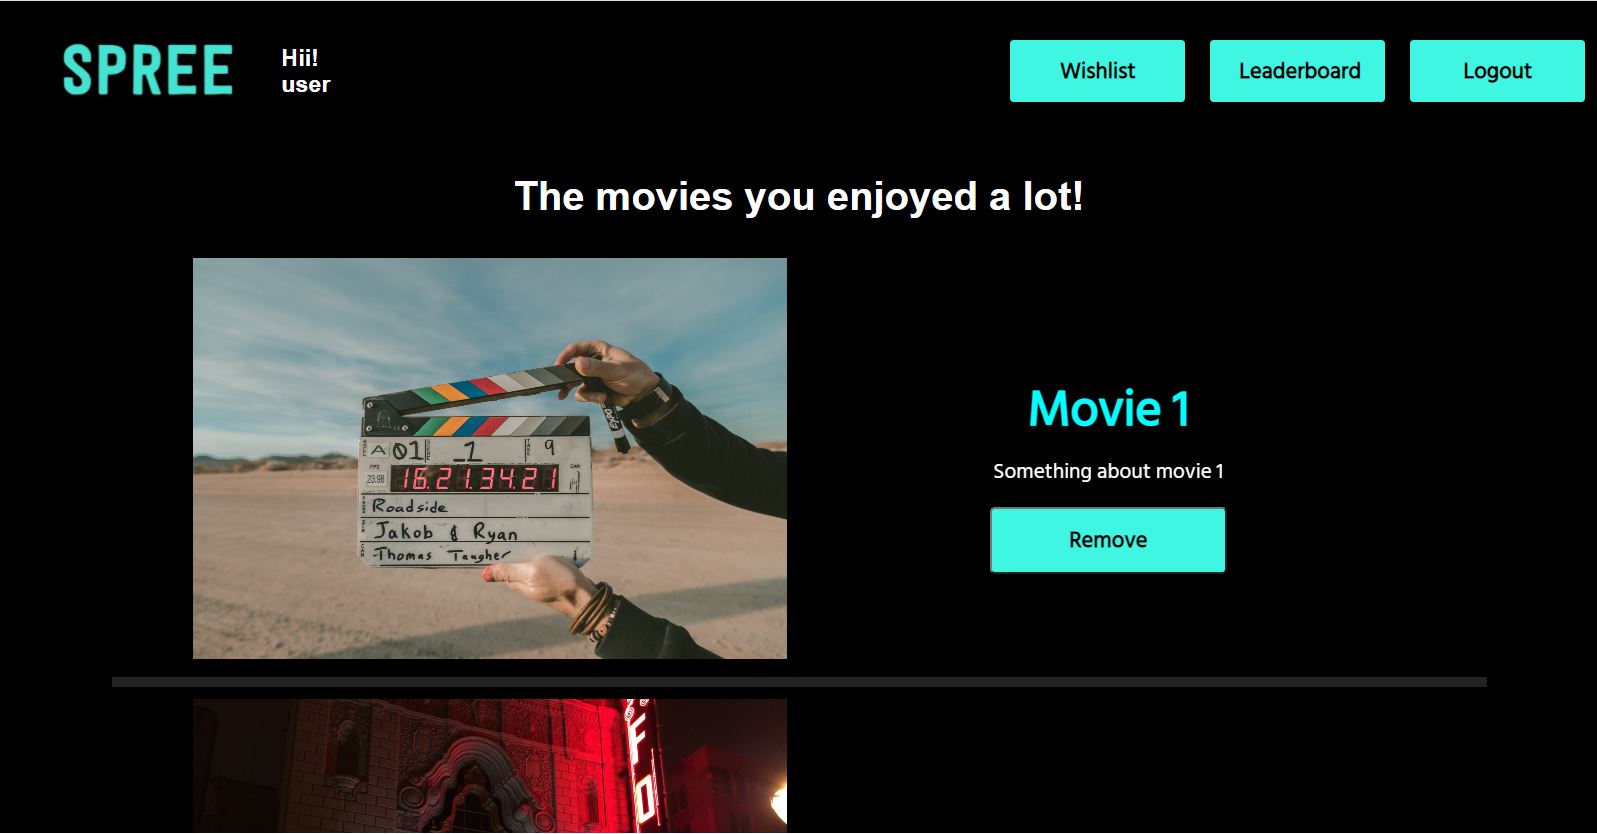 SPREE
Hii!
user
Wishlist
Leaderboard
Logout
The movies you enjoyed a lot!
A 01 1 9
FPS
23.98
16.21.34.21
CAM
Roadside
Jakob & Ryan
Thomas Taugher
Movie 1
Something about movie 1
Remove
FO